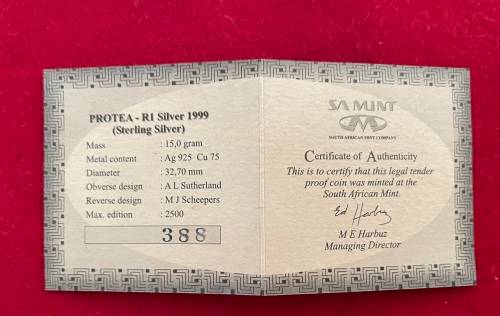 PROTEA - R1 Silver 1999
(Sterling Silver)
Mass : 15,0 gram
Metal content : Ag 925 Cu 75
Diameter : 32,70 mm
Obverse design : A L Sutherland
Reverse design : M J Scheepers
Max. edition : 2500
388
SA MINT
SOUTH AFRICAN MINT COMPANY
Certificate of Authenticity
This is to certify that this legal tender
proof coin was minted at the
South African Mint.
Ed Harbuz
M E Harbuz
Managing Director